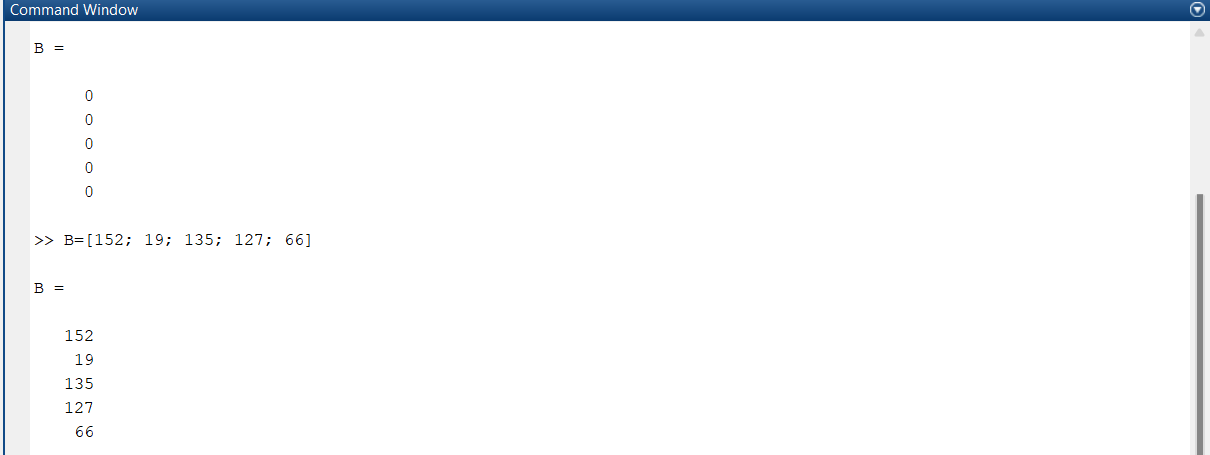 Command Window
B =
0
0
0
0
0
>> B=[152; 19; 135; 127; 66]
B =
152
19
135
127
66